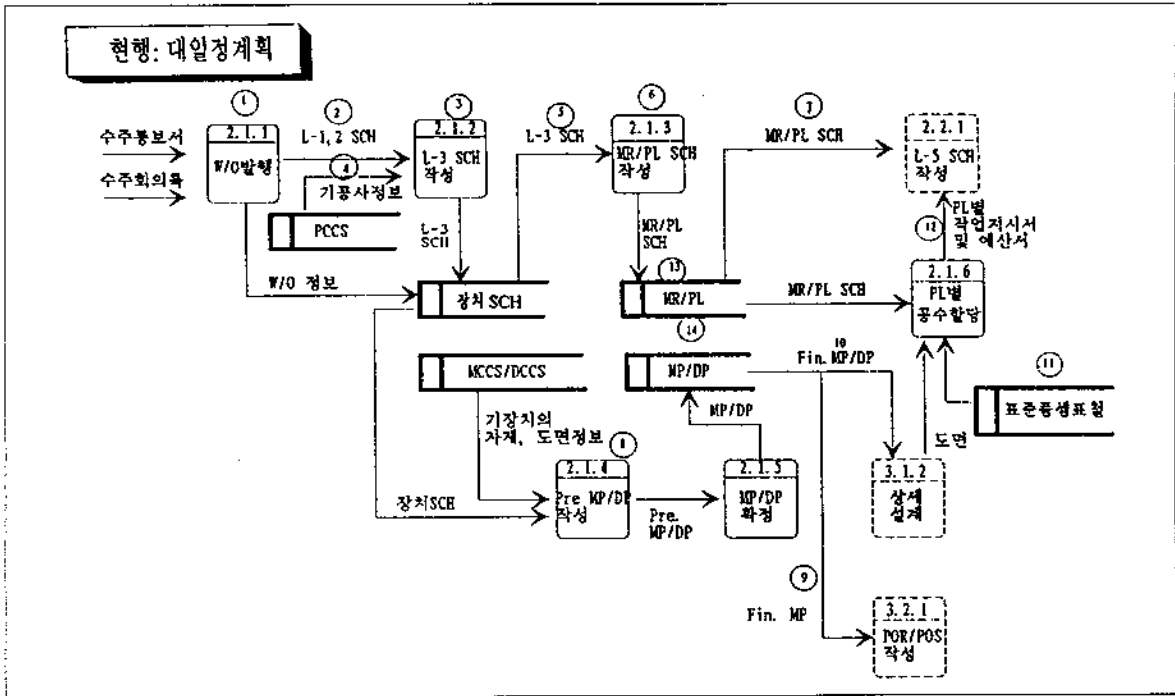 현행: 대일정계획
①
②
③
⑤
⑥
⑦
수주통보서
수주회의록
2.1.1
W/O발행
L-1,2 SCH
④
기공사정보
2.1.2
L-3 SCH
작성
L-3 SCH
2.1.3
MR/PL SCH
작성
MR/PL SCH
2.2.1
L-5 SCH
작성
PCCS
L-3
SCH
MR/PL
SCH
⑫
PL별
작업지시서
및 예산서
W/O 정보
장치 SCH
⑬
MR/PL
MR/PL SCH
2.1.6
PL별
공수할당
⑭
MCCS/DCCS
MP/DP
10
Fin. MP/DP
⑪
표준품셈표철
기장치의
자재, 도면정보
MP/DP
도면
⑧
2.1.4
Pre MP/DP
작성
장치SCH
Pre.
MP/DP
2.1.5
MP/DP
확정
3.1.2
상세
설계
⑨
Fin. MP
3.2.1
POR/POS
작성